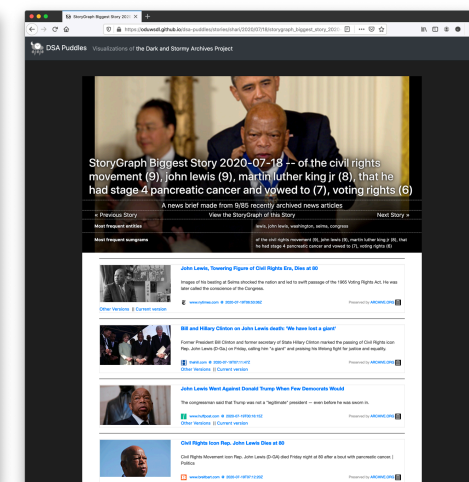 StoryGraph Biggest Story 2020
https://oduwsdl.github.io/dsa-puddles/stories/shari/2020/07/18/storygraph_biggest_story_2020
DSA Puddles Visualizations of the Dark and Stormy Archives Project
StoryGraph Biggest Story 2020-07-18 -- of the civil rights
movement (9), john lewis (9), martin luther king jr (8), that he
had stage 4 pancreatic cancer and vowed to (7), voting rights (6)
A news brief made from 9/85 recently archived news articles
« Previous Story View the StoryGraph of this Story Next Story »
Most frequent entities lewis, john lewis, washington, selma, congress
Most frequent sumgrams of the civil rights movement (9), john lewis (9), martin luther king jr (8), that
he had stage 4 pancreatic cancer and vowed to (7), voting rights (6)
John Lewis, Towering Figure of Civil Rights Era, Dies at 80
Images of his beating at Selma shocked the nation and led to swift passage of the 1965 Voting Rights Act. He was
later called the conscience of the Congress.
www.nytimes.com
Preserved by ARCHIVE.ORG
Other Versions || Current version
Bill and Hillary Clinton on John Lewis death: 'We have lost a giant'
Former President Bill Clinton and former secretary of State Hillary Clinton marked the passing of Civil Rights icon
Rep. John Lewis (D-Ga) on Friday, calling him "a giant" and praising his lifelong fight for justice and equality.
thehill.com
Preserved by ARCHIVE.ORG
Other Versions || Current version
John Lewis Went Against Donald Trump When Few Democrats Would
The congressman said that Trump was not a "legitimate" president — even before he was sworn in.
www.huffpost.com
Preserved by ARCHIVE.ORG
Other Versions || Current version
Civil Rights Icon Rep. John Lewis Dies at 80
Civil Rights Movement icon Rep. John Lewis (D-GA) died Friday night at 80 after a bout with pancreatic cancer. |
Politics
www.breitbart.com
Preserved by ARCHIVE.ORG